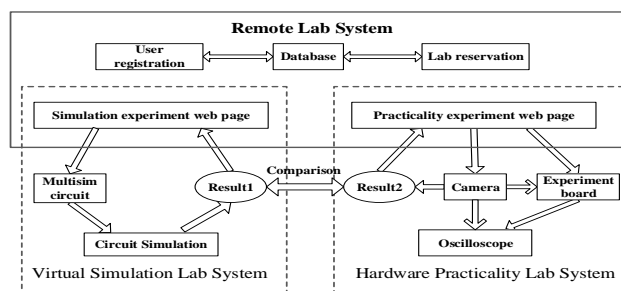 Remote Lab System
User
registration
Database
Lab reservation
Simulation experiment web page
Practicality experiment web page
Multisim
circuit
Result1
Comparison
Result2
Camera
Experiment
board
Circuit Simulation
Oscilloscope
Virtual Simulation Lab System
Hardware Practicality Lab System